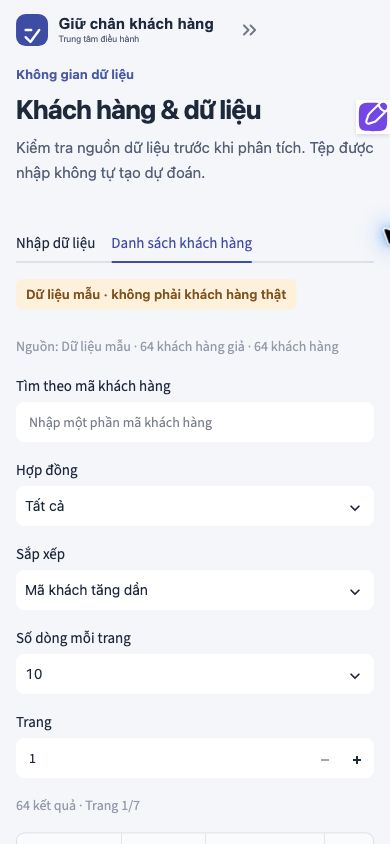 Giữ chân khách hàng
Trung tâm điều hành
Không gian dữ liệu
Khách hàng & dữ liệu
Kiểm tra nguồn dữ liệu trước khi phân tích. Tệp được
nhập không tự tạo dự đoán.
Nhập dữ liệu
Danh sách khách hàng
Dữ liệu mẫu · không phải khách hàng thật
Nguồn: Dữ liệu mẫu · 64 khách hàng giả · 64 khách hàng
Tìm theo mã khách hàng
Nhập một phần mã khách hàng
Hợp đồng
Tất cả
Sắp xếp
Mã khách tăng dần
Số dòng mỗi trang
10
Trang
1
64 kết quả · Trang 1/7